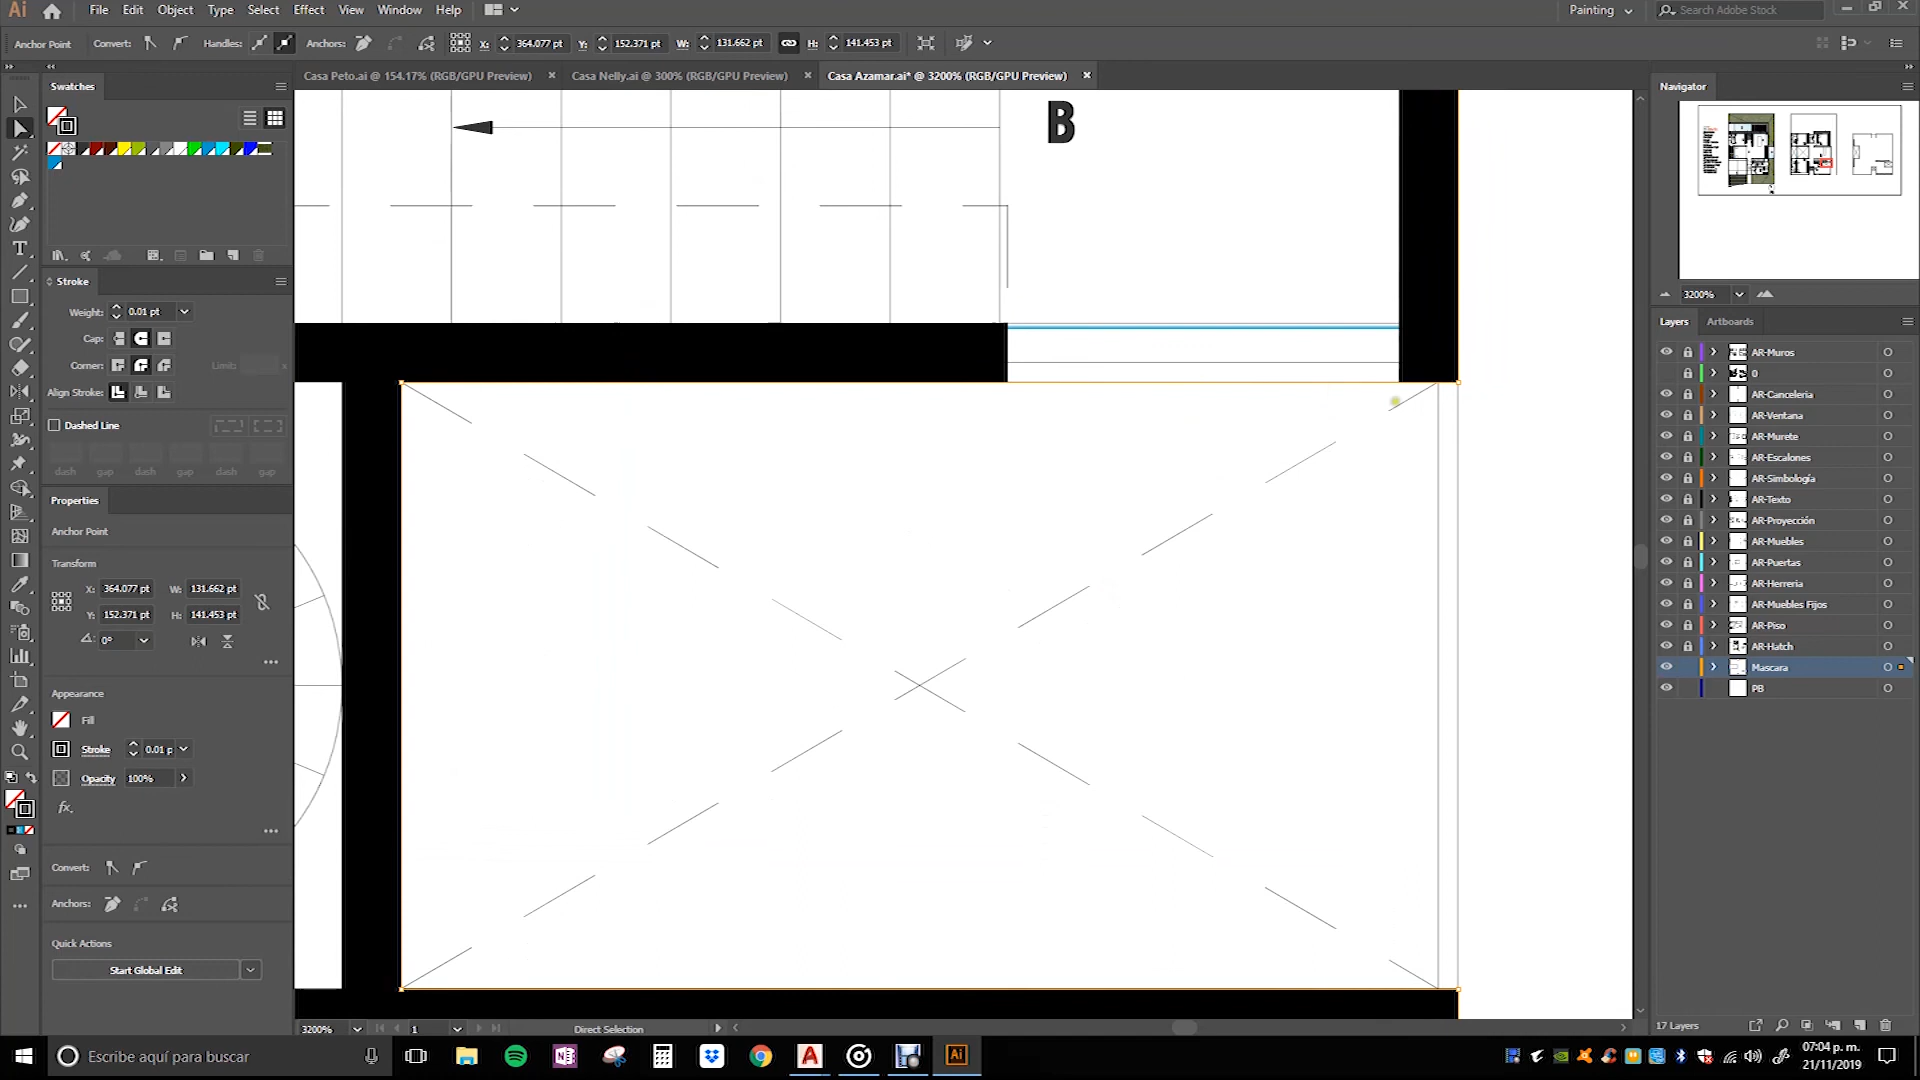 Ai File Edit Object Type Select Effect View Window Help Painting Search Adobe Stock
Anchor Point Convert: Handles: Anchors: X: 364.077 pt Y: 152.371 pt W: 131.662 pt H: 141.453 pt
Casa Peto.ai @ 154.17% (RGB/GPU Preview) Casa Nelly.ai @ 300% (RGB/GPU Preview) Casa Azamar.ai* @ 3200% (RGB/GPU Preview)
Swatches
Stroke
Weight: 0.01 pt
Cap:
Corner: Limit: x
Align Stroke:
Dashed Line
dash gap dash gap dash gap
Properties
Anchor Point
Transform
X: 364.077 pt W: 131.662 pt
Y: 152.371 pt H: 141.453 pt
0°
Appearance
Fill
Stroke 0.01 p
Opacity 100%
fx.
Convert:
Anchors:
Quick Actions
Start Global Edit
B
Navigator
3200%
Layers Artboards
AR-Muros
0
AR-Canceleria
AR-Ventana
AR-Murete
AR-Escalones
AR-Simbología
AR-Texto
AR-Proyección
AR-Muebles
AR-Puertas
AR-Herreria
AR-Muebles Fijos
AR-Piso
AR-Hatch
Mascara
PB
17 Layers
3200% 1 Direct Selection
Escribe aquí para buscar
07:04 p. m.
21/11/2019